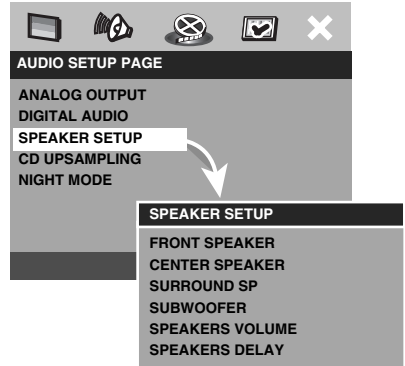 AUDIO SETUP PAGE
ANALOG OUTPUT
DIGITAL AUDIO
SPEAKER SETUP
CD UPSAMPLING
NIGHT MODE
SPEAKER SETUP
FRONT SPEAKER
CENTER SPEAKER
SURROUND SP
SUBWOOFER
SPEAKERS VOLUME
SPEAKERS DELAY